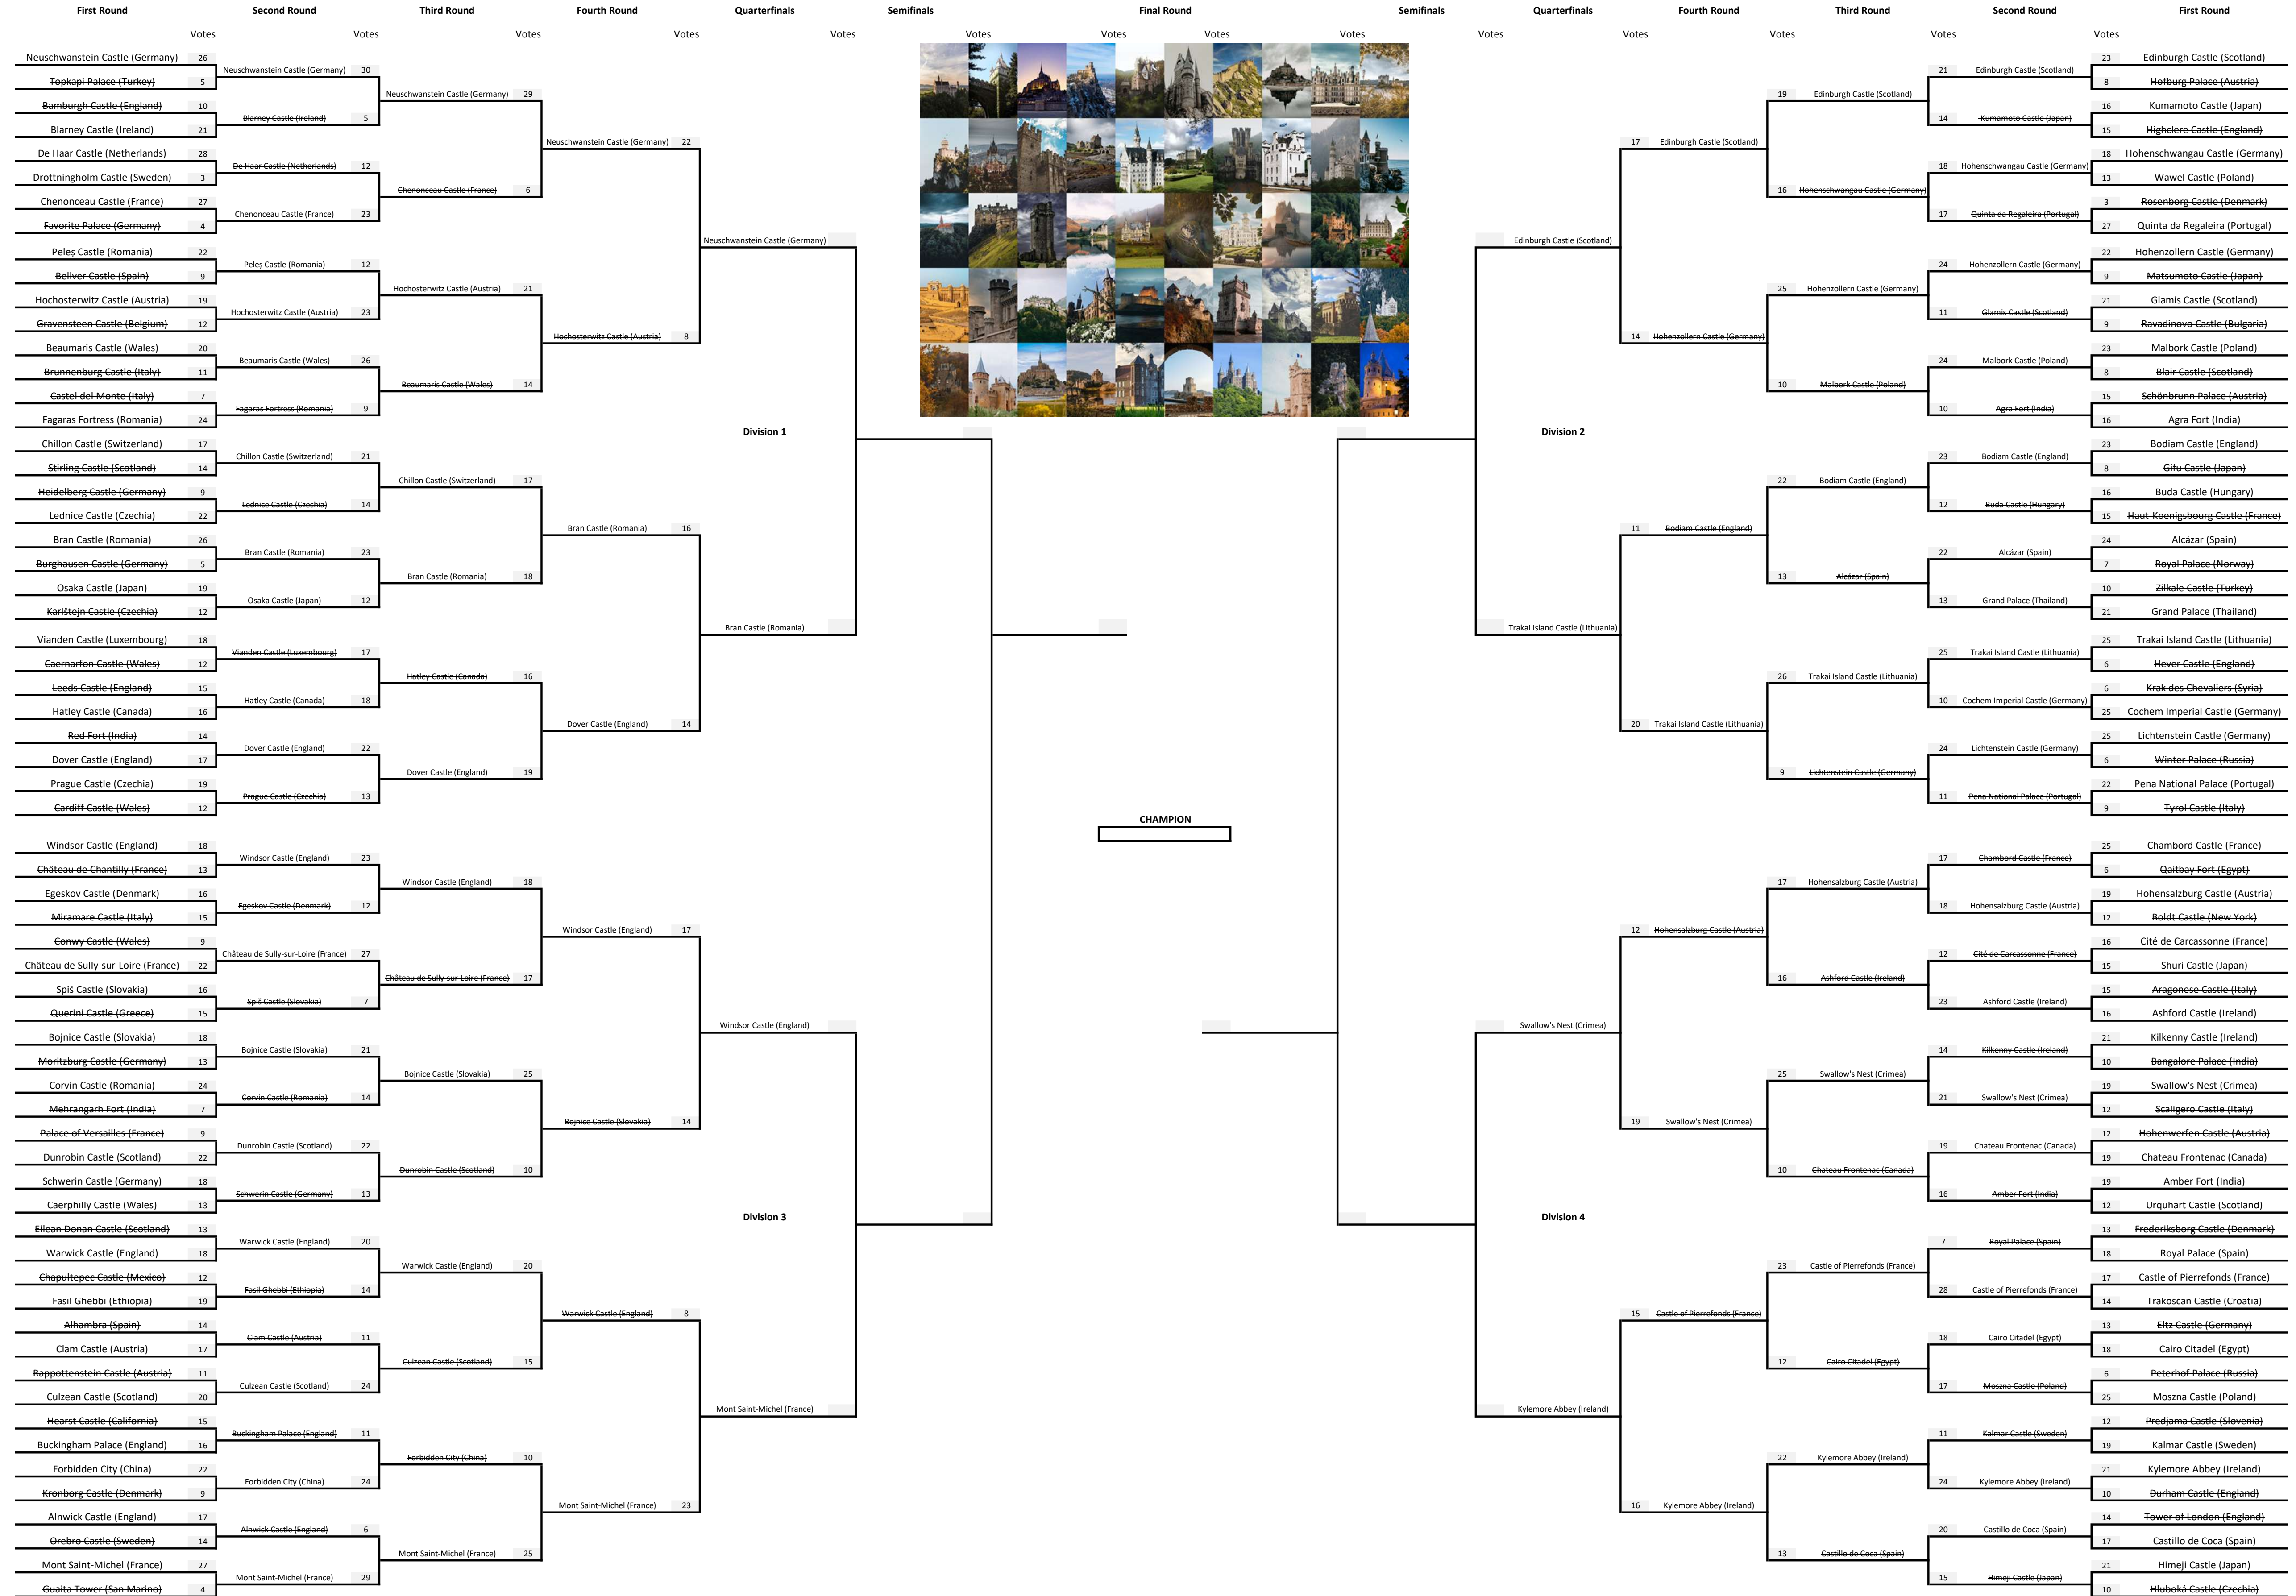 First Round Second Round Third Round Fourth Round Quarterfinals Semifinals Final Round Semifinals Quarterfinals Fourth Round Third Round Second Round First Round
Votes Votes Votes Votes Votes Votes Votes Votes Votes Votes Votes Votes Votes Votes
Neuschwanstein Castle (Germany) 26
Topkapi Palace (Turkey) 5
Bamburgh Castle (England) 10
Blarney Castle (Ireland) 21
De Haar Castle (Netherlands) 28
Drottningholm Castle (Sweden) 3
Chenonceau Castle (France) 27
Favorite Palace (Germany) 4
Peleș Castle (Romania) 22
Bellver Castle (Spain) 9
Hochosterwitz Castle (Austria) 19
Gravensteen Castle (Belgium) 12
Beaumaris Castle (Wales) 20
Brunnenburg Castle (Italy) 11
Castel del Monte (Italy) 7
Fagaras Fortress (Romania) 24
Chillon Castle (Switzerland) 17
Stirling Castle (Scotland) 14
Heidelberg Castle (Germany) 9
Lednice Castle (Czechia) 22
Bran Castle (Romania) 26
Burghausen Castle (Germany) 5
Osaka Castle (Japan) 19
Karlštejn Castle (Czechia) 12
Vianden Castle (Luxembourg) 18
Caernarfon Castle (Wales) 12
Leeds Castle (England) 15
Hatley Castle (Canada) 16
Red Fort (India) 14
Dover Castle (England) 17
Prague Castle (Czechia) 19
Cardiff Castle (Wales) 12
Windsor Castle (England) 18
Château de Chantilly (France) 13
Egeskov Castle (Denmark) 16
Miramare Castle (Italy) 15
Conwy Castle (Wales) 9
Château de Sully-sur-Loire (France) 22
Spiš Castle (Slovakia) 16
Querini Castle (Greece) 15
Bojnice Castle (Slovakia) 18
Moritzburg Castle (Germany) 13
Corvin Castle (Romania) 24
Mehrangarh Fort (India) 7
Palace of Versailles (France) 9
Dunrobin Castle (Scotland) 22
Schwerin Castle (Germany) 18
Caerphilly Castle (Wales) 13
Eilean Donan Castle (Scotland) 13
Warwick Castle (England) 18
Chapultepec Castle (Mexico) 12
Fasil Ghebbi (Ethiopia) 19
Alhambra (Spain) 14
Clam Castle (Austria) 17
Rappottenstein Castle (Austria) 11
Culzean Castle (Scotland) 20
Hearst Castle (California) 15
Buckingham Palace (England) 16
Forbidden City (China) 22
Kronborg Castle (Denmark) 9
Alnwick Castle (England) 17
Orebro Castle (Sweden) 14
Mont Saint-Michel (France) 27
Guaita Tower (San Marino) 4
Neuschwanstein Castle (Germany) 30
Blarney Castle (Ireland) 5
De Haar Castle (Netherlands) 12
Chenonceau Castle (France) 23
Peleș Castle (Romania) 12
Hochosterwitz Castle (Austria) 23
Beaumaris Castle (Wales) 26
Fagaras Fortress (Romania) 9
Chillon Castle (Switzerland) 21
Lednice Castle (Czechia) 14
Bran Castle (Romania) 23
Osaka Castle (Japan) 12
Vianden Castle (Luxembourg) 17
Hatley Castle (Canada) 18
Dover Castle (England) 22
Prague Castle (Czechia) 13
Windsor Castle (England) 23
Egeskov Castle (Denmark) 12
Château de Sully-sur-Loire (France) 27
Spiš Castle (Slovakia) 7
Bojnice Castle (Slovakia) 21
Corvin Castle (Romania) 14
Dunrobin Castle (Scotland) 22
Schwerin Castle (Germany) 13
Warwick Castle (England) 20
Fasil Ghebbi (Ethiopia) 14
Clam Castle (Austria) 11
Culzean Castle (Scotland) 24
Buckingham Palace (England) 11
Forbidden City (China) 24
Alnwick Castle (England) 6
Mont Saint-Michel (France) 29
Neuschwanstein Castle (Germany) 29
Chenonceau Castle (France) 6
Hochosterwitz Castle (Austria) 21
Beaumaris Castle (Wales) 14
Chillon Castle (Switzerland) 17
Bran Castle (Romania) 18
Hatley Castle (Canada) 16
Dover Castle (England) 19
Windsor Castle (England) 18
Château de Sully-sur-Loire (France) 17
Bojnice Castle (Slovakia) 25
Dunrobin Castle (Scotland) 10
Warwick Castle (England) 20
Culzean Castle (Scotland) 15
Forbidden City (China) 10
Mont Saint-Michel (France) 25
Neuschwanstein Castle (Germany) 22
Hochosterwitz Castle (Austria) 8
Bran Castle (Romania) 16
Dover Castle (England) 14
Windsor Castle (England) 17
Bojnice Castle (Slovakia) 14
Warwick Castle (England) 8
Mont Saint-Michel (France) 23
Neuschwanstein Castle (Germany)
Division 1
Bran Castle (Romania)
Windsor Castle (England)
Division 3
Mont Saint-Michel (France)
CHAMPION
Edinburgh Castle (Scotland)
Division 2
Trakai Island Castle (Lithuania)
Swallow's Nest (Crimea)
Division 4
Kylemore Abbey (Ireland)
17 Edinburgh Castle (Scotland)
14 Hohenzollern Castle (Germany)
11 Bodiam Castle (England)
20 Trakai Island Castle (Lithuania)
12 Hohensalzburg Castle (Austria)
19 Swallow's Nest (Crimea)
15 Castle of Pierrefonds (France)
16 Kylemore Abbey (Ireland)
19 Edinburgh Castle (Scotland)
16 Hohenschwangau Castle (Germany)
25 Hohenzollern Castle (Germany)
10 Malbork Castle (Poland)
22 Bodiam Castle (England)
13 Alcázar (Spain)
26 Trakai Island Castle (Lithuania)
9 Lichtenstein Castle (Germany)
17 Hohensalzburg Castle (Austria)
16 Ashford Castle (Ireland)
25 Swallow's Nest (Crimea)
10 Chateau Frontenac (Canada)
23 Castle of Pierrefonds (France)
12 Cairo Citadel (Egypt)
22 Kylemore Abbey (Ireland)
13 Castillo de Coca (Spain)
21 Edinburgh Castle (Scotland)
14 Kumamoto Castle (Japan)
18 Hohenschwangau Castle (Germany)
17 Quinta da Regaleira (Portugal)
24 Hohenzollern Castle (Germany)
11 Glamis Castle (Scotland)
24 Malbork Castle (Poland)
10 Agra Fort (India)
23 Bodiam Castle (England)
12 Buda Castle (Hungary)
22 Alcázar (Spain)
13 Grand Palace (Thailand)
25 Trakai Island Castle (Lithuania)
10 Cochem Imperial Castle (Germany)
24 Lichtenstein Castle (Germany)
11 Pena National Palace (Portugal)
17 Chambord Castle (France)
18 Hohensalzburg Castle (Austria)
12 Cité de Carcassonne (France)
23 Ashford Castle (Ireland)
14 Kilkenny Castle (Ireland)
21 Swallow's Nest (Crimea)
19 Chateau Frontenac (Canada)
16 Amber Fort (India)
7 Royal Palace (Spain)
28 Castle of Pierrefonds (France)
18 Cairo Citadel (Egypt)
17 Moszna Castle (Poland)
11 Kalmar Castle (Sweden)
24 Kylemore Abbey (Ireland)
20 Castillo de Coca (Spain)
15 Himeji Castle (Japan)
23 Edinburgh Castle (Scotland)
8 Hofburg Palace (Austria)
16 Kumamoto Castle (Japan)
15 Highclere Castle (England)
18 Hohenschwangau Castle (Germany)
13 Wawel Castle (Poland)
3 Rosenborg Castle (Denmark)
27 Quinta da Regaleira (Portugal)
22 Hohenzollern Castle (Germany)
9 Matsumoto Castle (Japan)
21 Glamis Castle (Scotland)
9 Ravadinovo Castle (Bulgaria)
23 Malbork Castle (Poland)
8 Blair Castle (Scotland)
15 Schönbrunn Palace (Austria)
16 Agra Fort (India)
23 Bodiam Castle (England)
8 Gifu Castle (Japan)
16 Buda Castle (Hungary)
15 Haut-Koenigsbourg Castle (France)
24 Alcázar (Spain)
7 Royal Palace (Norway)
10 Zilkale Castle (Turkey)
21 Grand Palace (Thailand)
25 Trakai Island Castle (Lithuania)
6 Hever Castle (England)
6 Krak des Chevaliers (Syria)
25 Cochem Imperial Castle (Germany)
25 Lichtenstein Castle (Germany)
6 Winter Palace (Russia)
22 Pena National Palace (Portugal)
9 Tyrol Castle (Italy)
25 Chambord Castle (France)
6 Qaitbay Fort (Egypt)
19 Hohensalzburg Castle (Austria)
12 Boldt Castle (New York)
16 Cité de Carcassonne (France)
15 Shuri Castle (Japan)
15 Aragonese Castle (Italy)
16 Ashford Castle (Ireland)
21 Kilkenny Castle (Ireland)
10 Bangalore Palace (India)
19 Swallow's Nest (Crimea)
12 Scaligero Castle (Italy)
12 Hohenwerfen Castle (Austria)
19 Chateau Frontenac (Canada)
19 Amber Fort (India)
12 Urquhart Castle (Scotland)
13 Frederiksborg Castle (Denmark)
18 Royal Palace (Spain)
17 Castle of Pierrefonds (France)
14 Trakošćan Castle (Croatia)
13 Eltz Castle (Germany)
18 Cairo Citadel (Egypt)
6 Peterhof Palace (Russia)
25 Moszna Castle (Poland)
12 Predjama Castle (Slovenia)
19 Kalmar Castle (Sweden)
21 Kylemore Abbey (Ireland)
10 Durham Castle (England)
14 Tower of London (England)
17 Castillo de Coca (Spain)
21 Himeji Castle (Japan)
10 Hluboká Castle (Czechia)